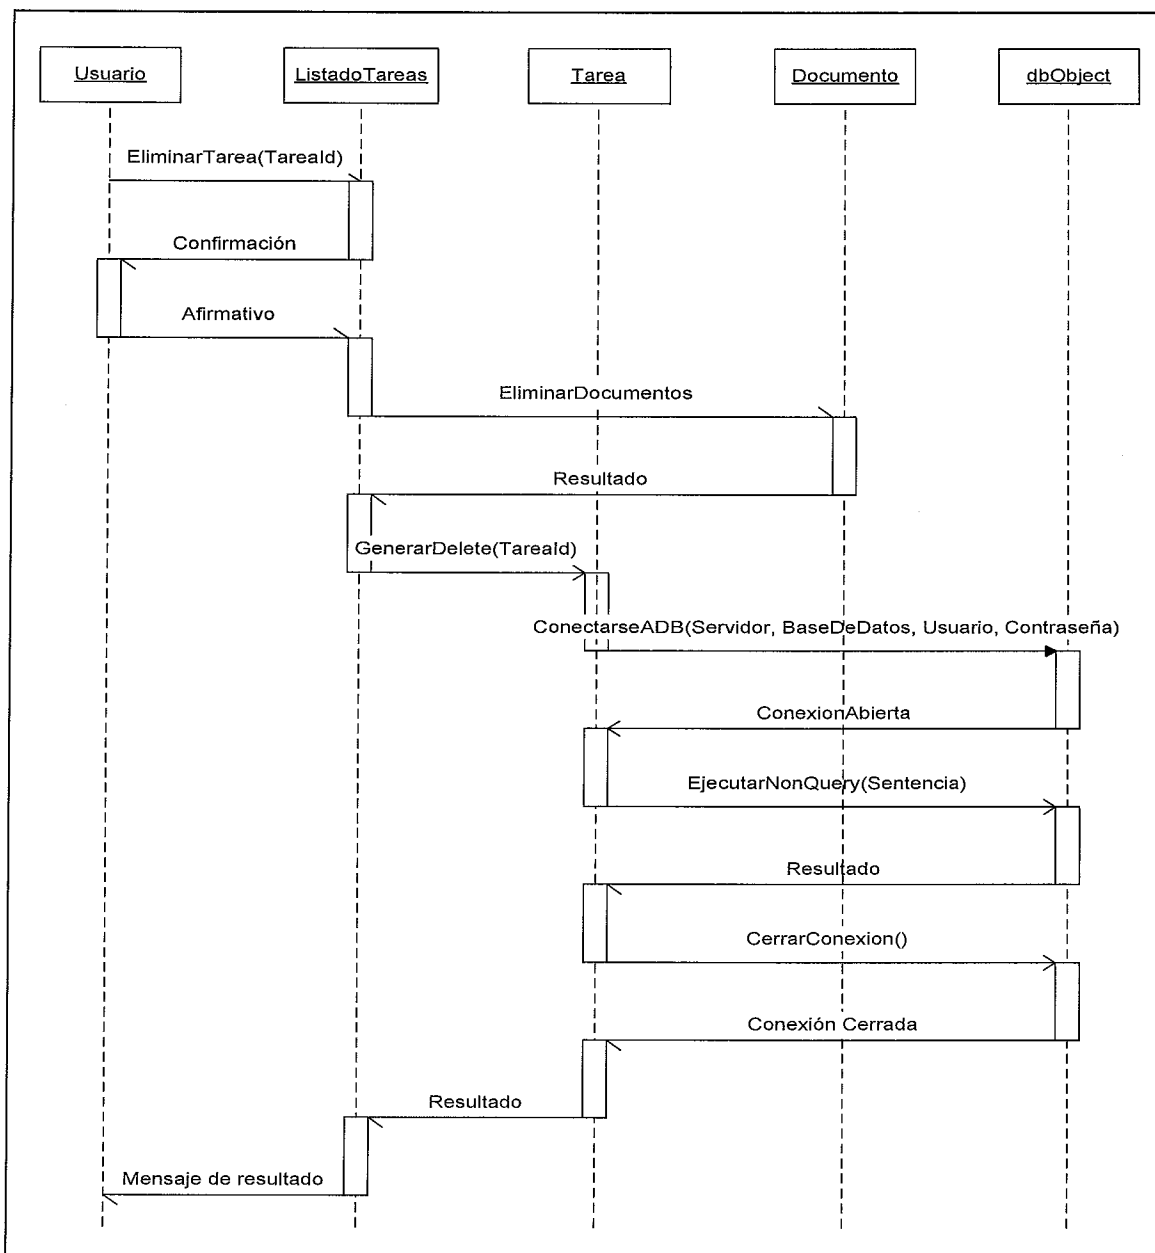 Usuario
ListadoTareas
Tarea
Documento
dbObject
EliminarTarea(TareaId)
Confirmación
Afirmativo
EliminarDocumentos
Resultado
GenerarDelete(TareaId)
ConectarseADB(Servidor, BaseDeDatos, Usuario, Contraseña)
ConexionAbierta
EjecutarNonQuery(Sentencia)
Resultado
CerrarConexion()
Conexión Cerrada
Resultado
Mensaje de resultado